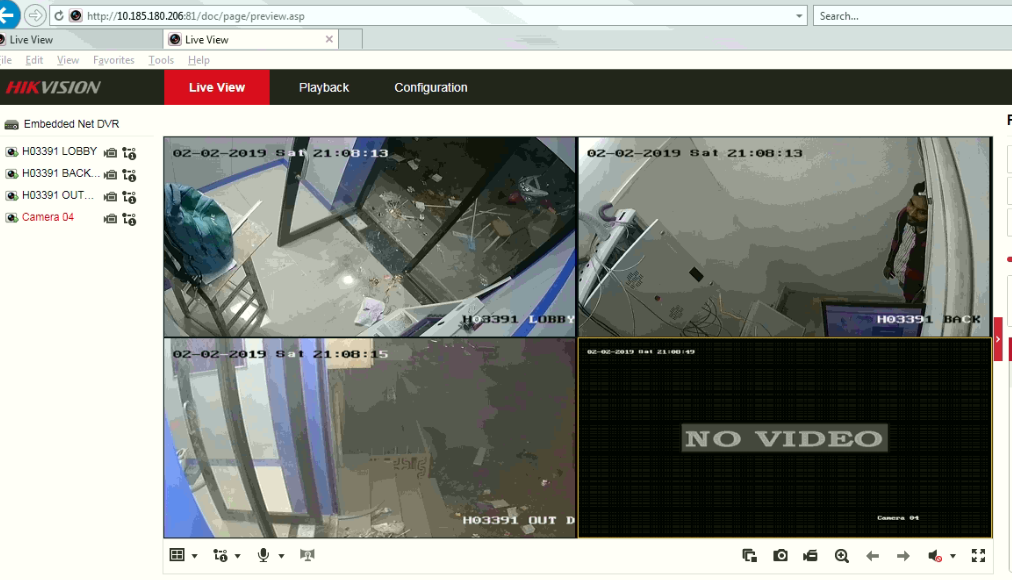 http://10.185.180.206:81/doc/page/preview.asp
Search...
Live View
Live View
Edit View Favorites Tools Help
HIKVISION
Live View Playback Configuration
Embedded Net DVR
H03391 LOBBY
H03391 BACK...
H03391 OUT...
Camera 04
02-02-2019 Sat 21:08:13
H03391 LOBBY
02-02-2019 Sat 21:08:13
H03391 BACK
02-02-2019 Sat 21:08:15
H03391 OUT D
02-02-2019 Sat 21:08:49
NO VIDEO
Camera 04